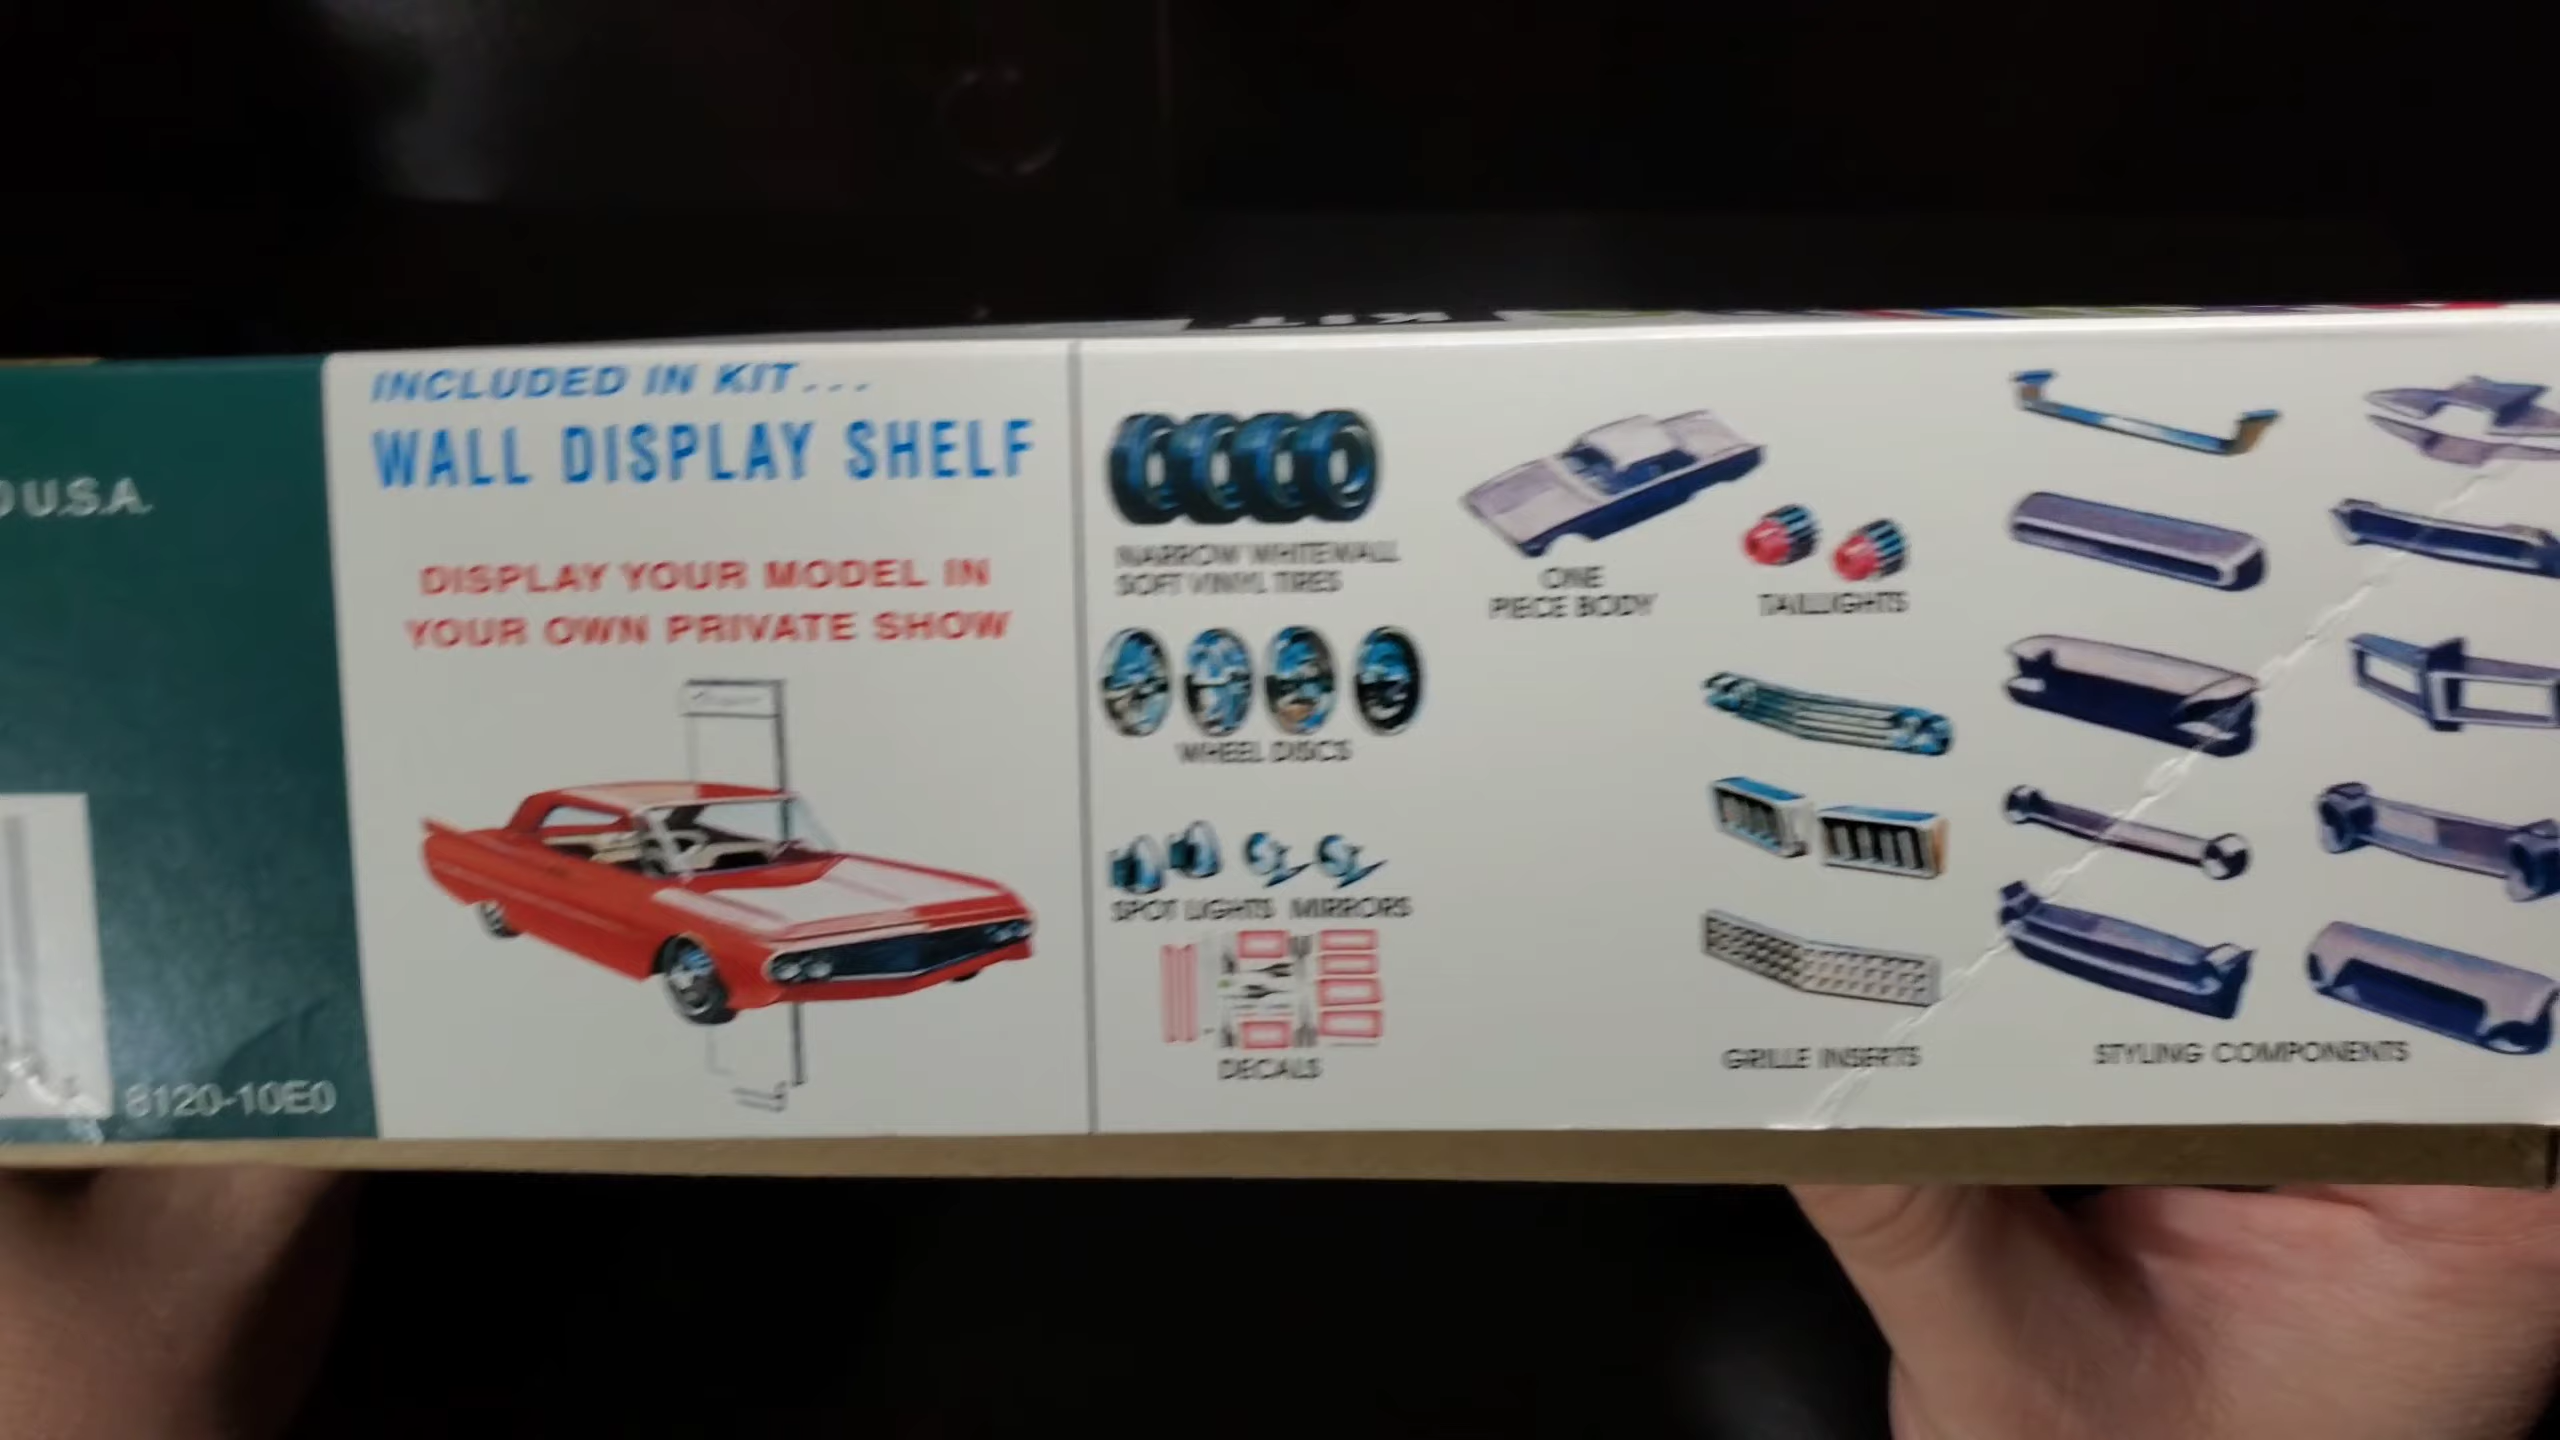 U.S.A.
8120-10E0
INCLUDED IN KIT...
WALL DISPLAY SHELF
DISPLAY YOUR MODEL IN
YOUR OWN PRIVATE SHOW
NARROW WHITEWALL
SOFT VINYL TIRES
WHEEL DISCS
SPOT LIGHTS MIRRORS
DECALS
ONE
PIECE BODY
TAILLIGHTS
GRILLE INSERTS
STYLING COMPONENTS